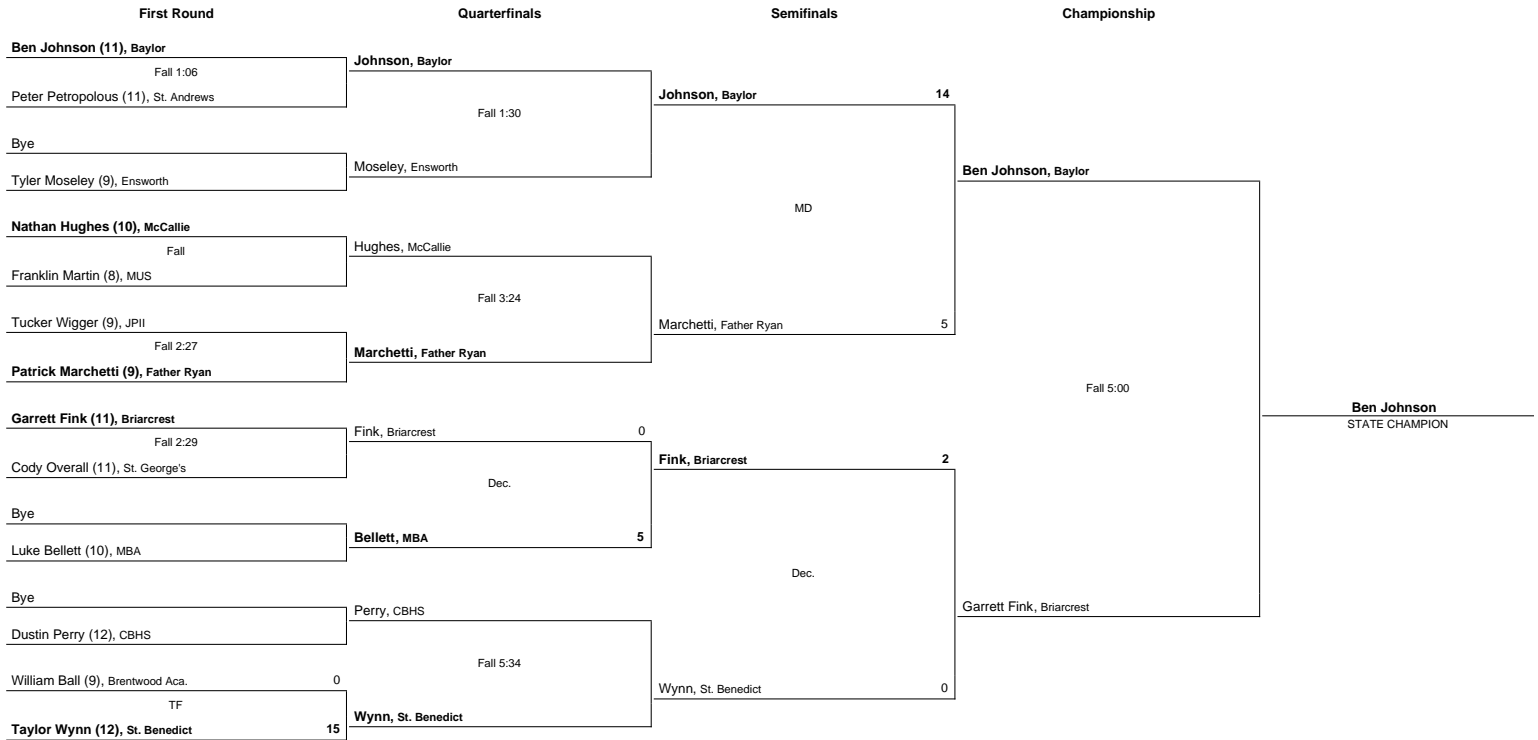 First Round
Quarterfinals
Semifinals
Championship
Ben Johnson (11), Baylor
Fall 1:06
Peter Petropolous (11), St. Andrews
Bye
Tyler Moseley (9), Ensworth
Nathan Hughes (10), McCallie
Fall
Franklin Martin (8), MUS
Tucker Wigger (9), JPII
Fall 2:27
Patrick Marchetti (9), Father Ryan
Garrett Fink (11), Briarcrest
Fall 2:29
Cody Overall (11), St. George's
Bye
Luke Bellett (10), MBA
Bye
Dustin Perry (12), CBHS
William Ball (9), Brentwood Aca. 0
TF
Taylor Wynn (12), St. Benedict 15
Johnson, Baylor
Fall 1:30
Moseley, Ensworth
Hughes, McCallie
Fall 3:24
Marchetti, Father Ryan
Fink, Briarcrest 0
Dec.
Bellett, MBA 5
Perry, CBHS
Fall 5:34
Wynn, St. Benedict
Johnson, Baylor 14
MD
Marchetti, Father Ryan 5
Fink, Briarcrest 2
Dec.
Wynn, St. Benedict 0
Ben Johnson, Baylor
Fall 5:00
Garrett Fink, Briarcrest
Ben Johnson
STATE CHAMPION